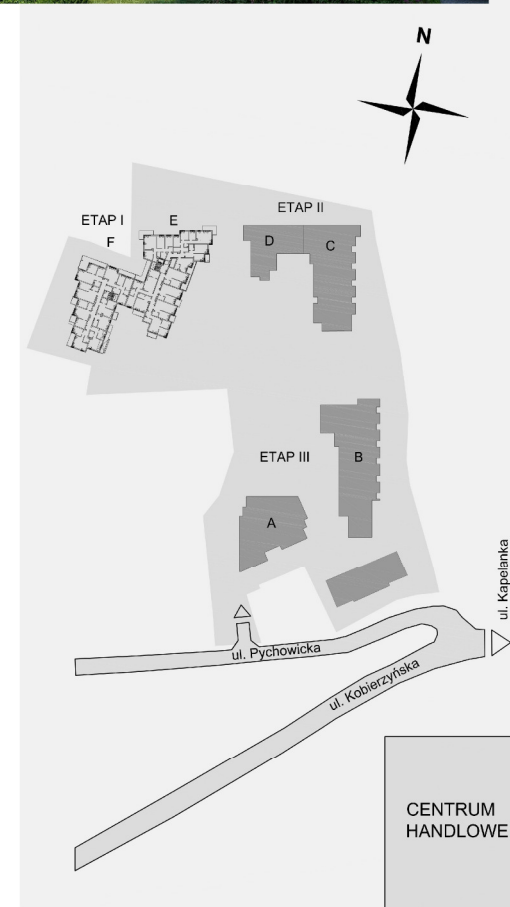 N
ETAP II
ETAP I
E
F
D
C
ETAP III
B
A
ul. Kapelanka
ul. Pychowicka
ul. Kobierzyńska
CENTRUM
HANDLOWE